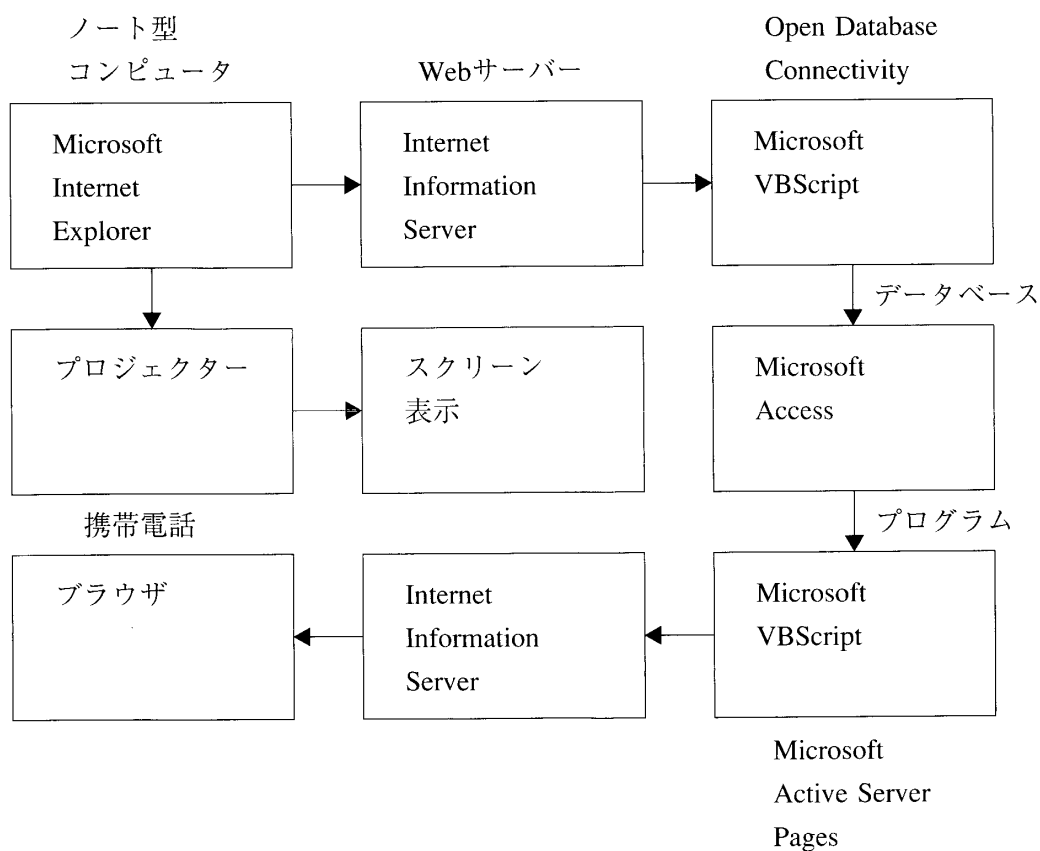 ノート型
コンピュータ
Webサーバー
Open Database
Connectivity
Microsoft
Internet
Explorer
Internet
Information
Server
Microsoft
VBScript
データベース
プロジェクター
スクリーン
表示
Microsoft
Access
プログラム
携帯電話
ブラウザ
Internet
Information
Server
Microsoft
VBScript
Microsoft
Active Server
Pages